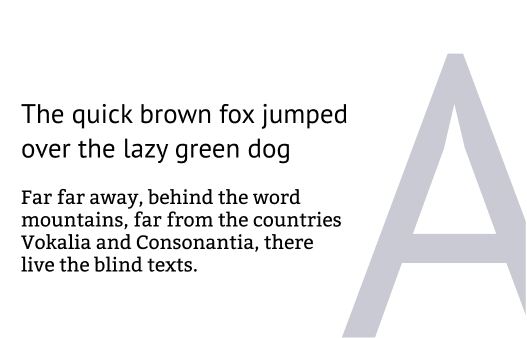 The quick brown fox jumped
over the lazy green dog
Far far away, behind the word
mountains, far from the countries
Vokalia and Consonantia, there
live the blind texts.
A